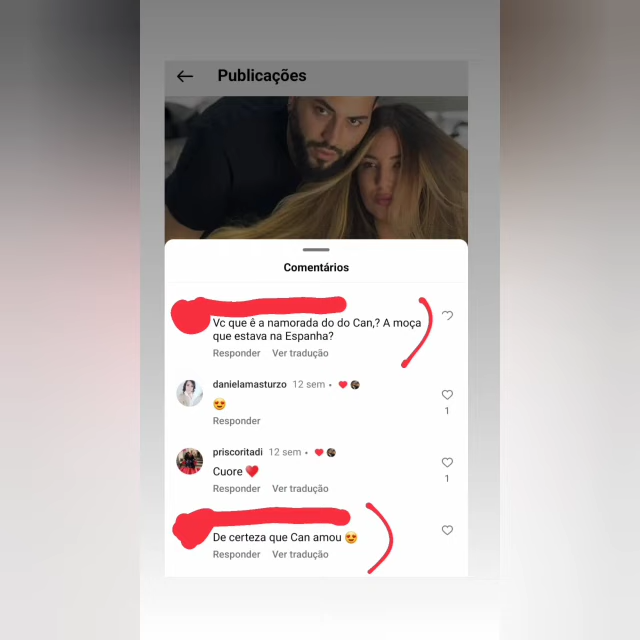 Publicações
Comentários
Vc que ê a namorada do do Can,? A moça
que estava na Espanha?
Responder Ver tradução
danielamasturzo 12 sem •
😍
Responder
1
priscoritadi 12 sem •
Cuore ❤️
Responder Ver tradução
1
De certeza que Can amou 😍
Responder Ver tradução